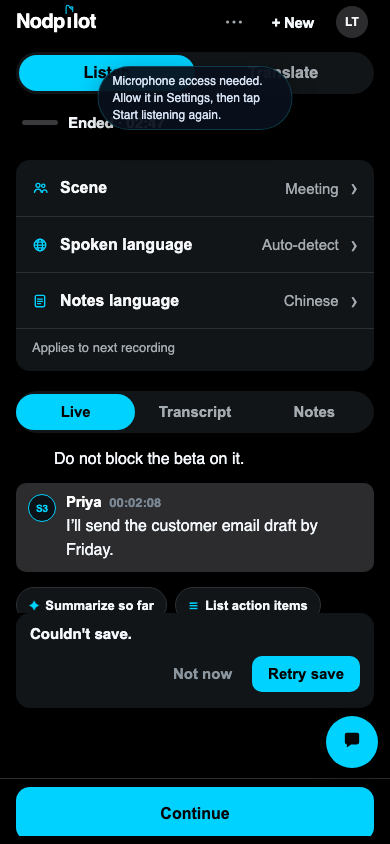 Nodpilot
+ New
LT
Microphone access needed.
Allow it in Settings, then tap
Start listening again.
Ended
Scene
Meeting
Spoken language
Auto-detect
Notes language
Chinese
Applies to next recording
Live
Transcript
Notes
Do not block the beta on it.
S3
Priya 00:02:08
I'll send the customer email draft by
Friday.
Summarize so far
List action items
Couldn't save.
Not now
Retry save
Continue